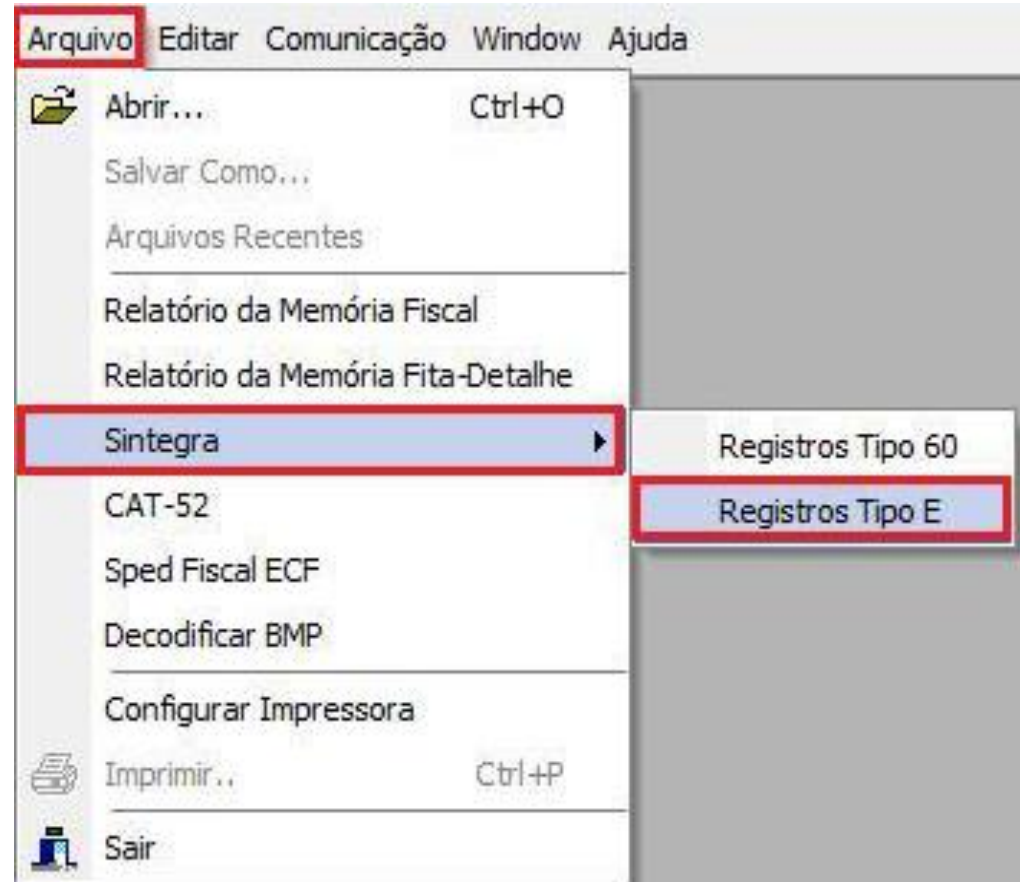 Arquivo Editar Comunicação Window Ajuda
Abrir... Ctrl+O
Salvar Como...
Arquivos Recentes
Relatório da Memória Fiscal
Relatório da Memória Fita-Detalhe
Sintegra
Registros Tipo 60
Registros Tipo E
CAT-52
Sped Fiscal ECF
Decodificar BMP
Configurar Impressora
Imprimir.. Ctrl+P
Sair